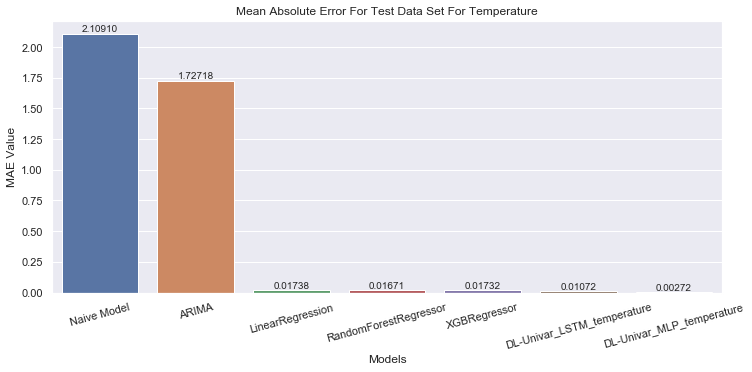 Mean Absolute Error For Test Data Set For Temperature
MAE Value
2.00
1.75
1.50
1.25
1.00
0.75
0.50
0.25
0.00
2.10910
1.72718
0.01738
0.01671
0.01732
0.01072
0.00272
Naive Model
ARIMA
LinearRegression
RandomForestRegressor
XGBRegressor
DL-Univar_LSTM_temperature
DL-Univar_MLP_temperature
Models